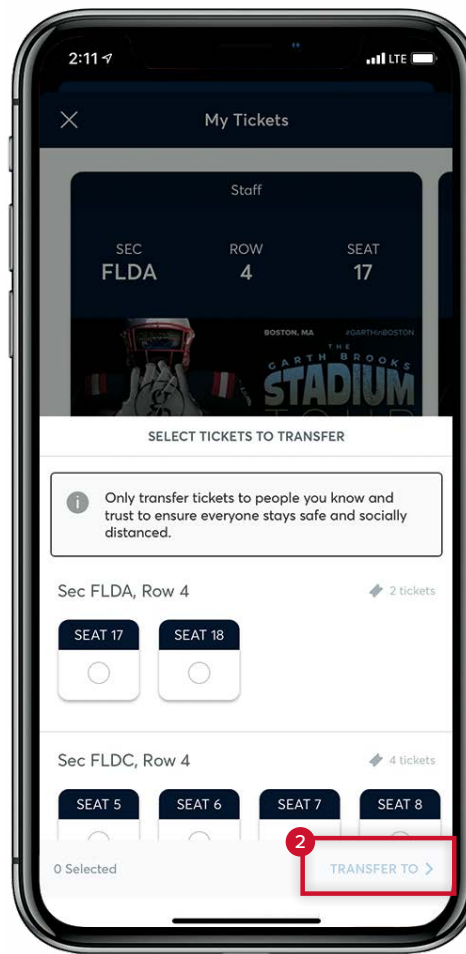 2:11
LTE
My Tickets
Staff
SEC
ROW
SEAT
FLDA
4
17
BOSTON, MA
#GARTHinBOSTON
THE
GARTH BROOKS
STADIUM
TOUR
SELECT TICKETS TO TRANSFER
Only transfer tickets to people you know and
trust to ensure everyone stays safe and socially
distanced.
Sec FLDA, Row 4
2 tickets
SEAT 17
SEAT 18
Sec FLDC, Row 4
4 tickets
SEAT 5
SEAT 6
SEAT 7
SEAT 8
2
0 Selected
TRANSFER TO